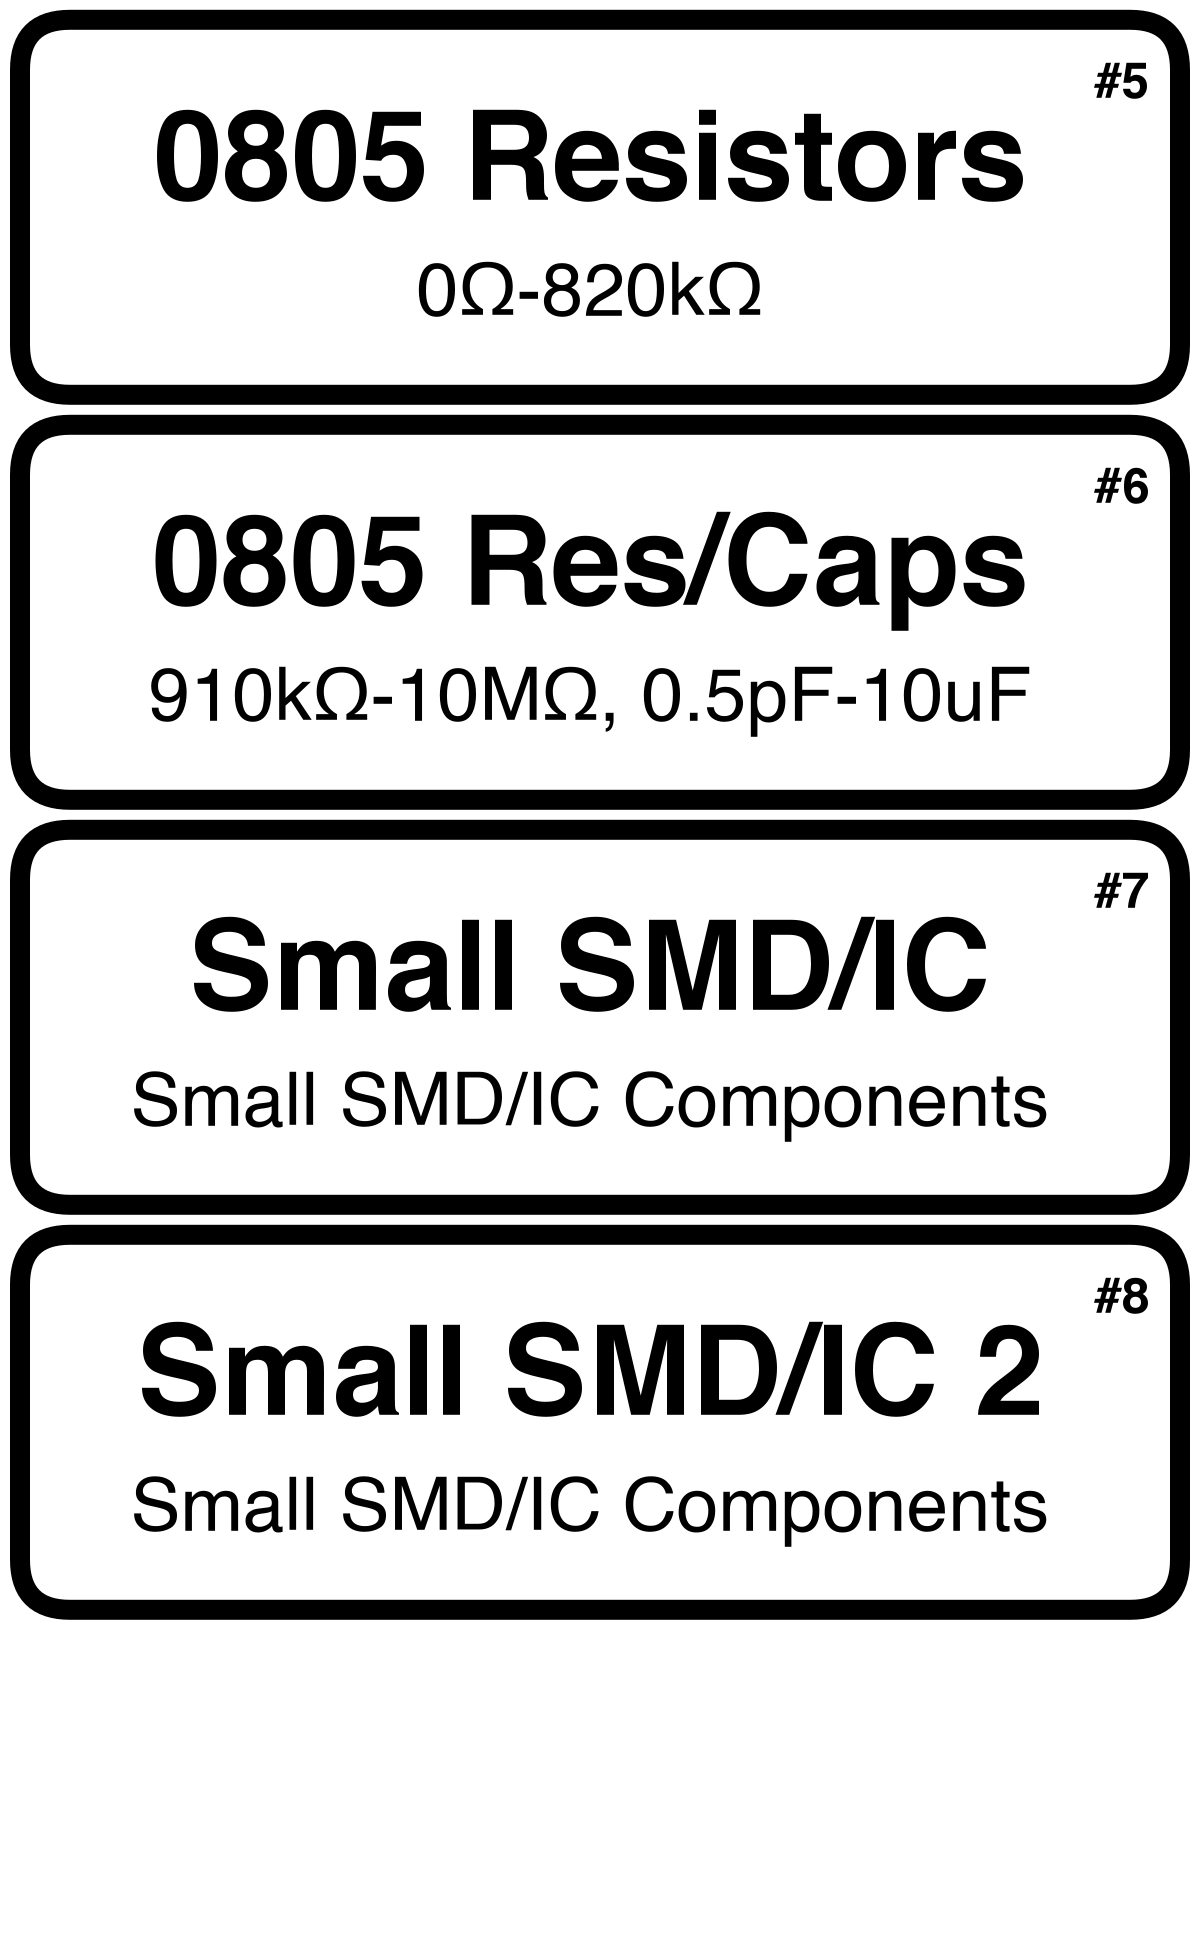 #5
0805 Resistors
0Ω-820kΩ
#6
0805 Res/Caps
910kΩ-10MΩ, 0.5pF-10uF
#7
Small SMD/IC
Small SMD/IC Components
#8
Small SMD/IC 2
Small SMD/IC Components